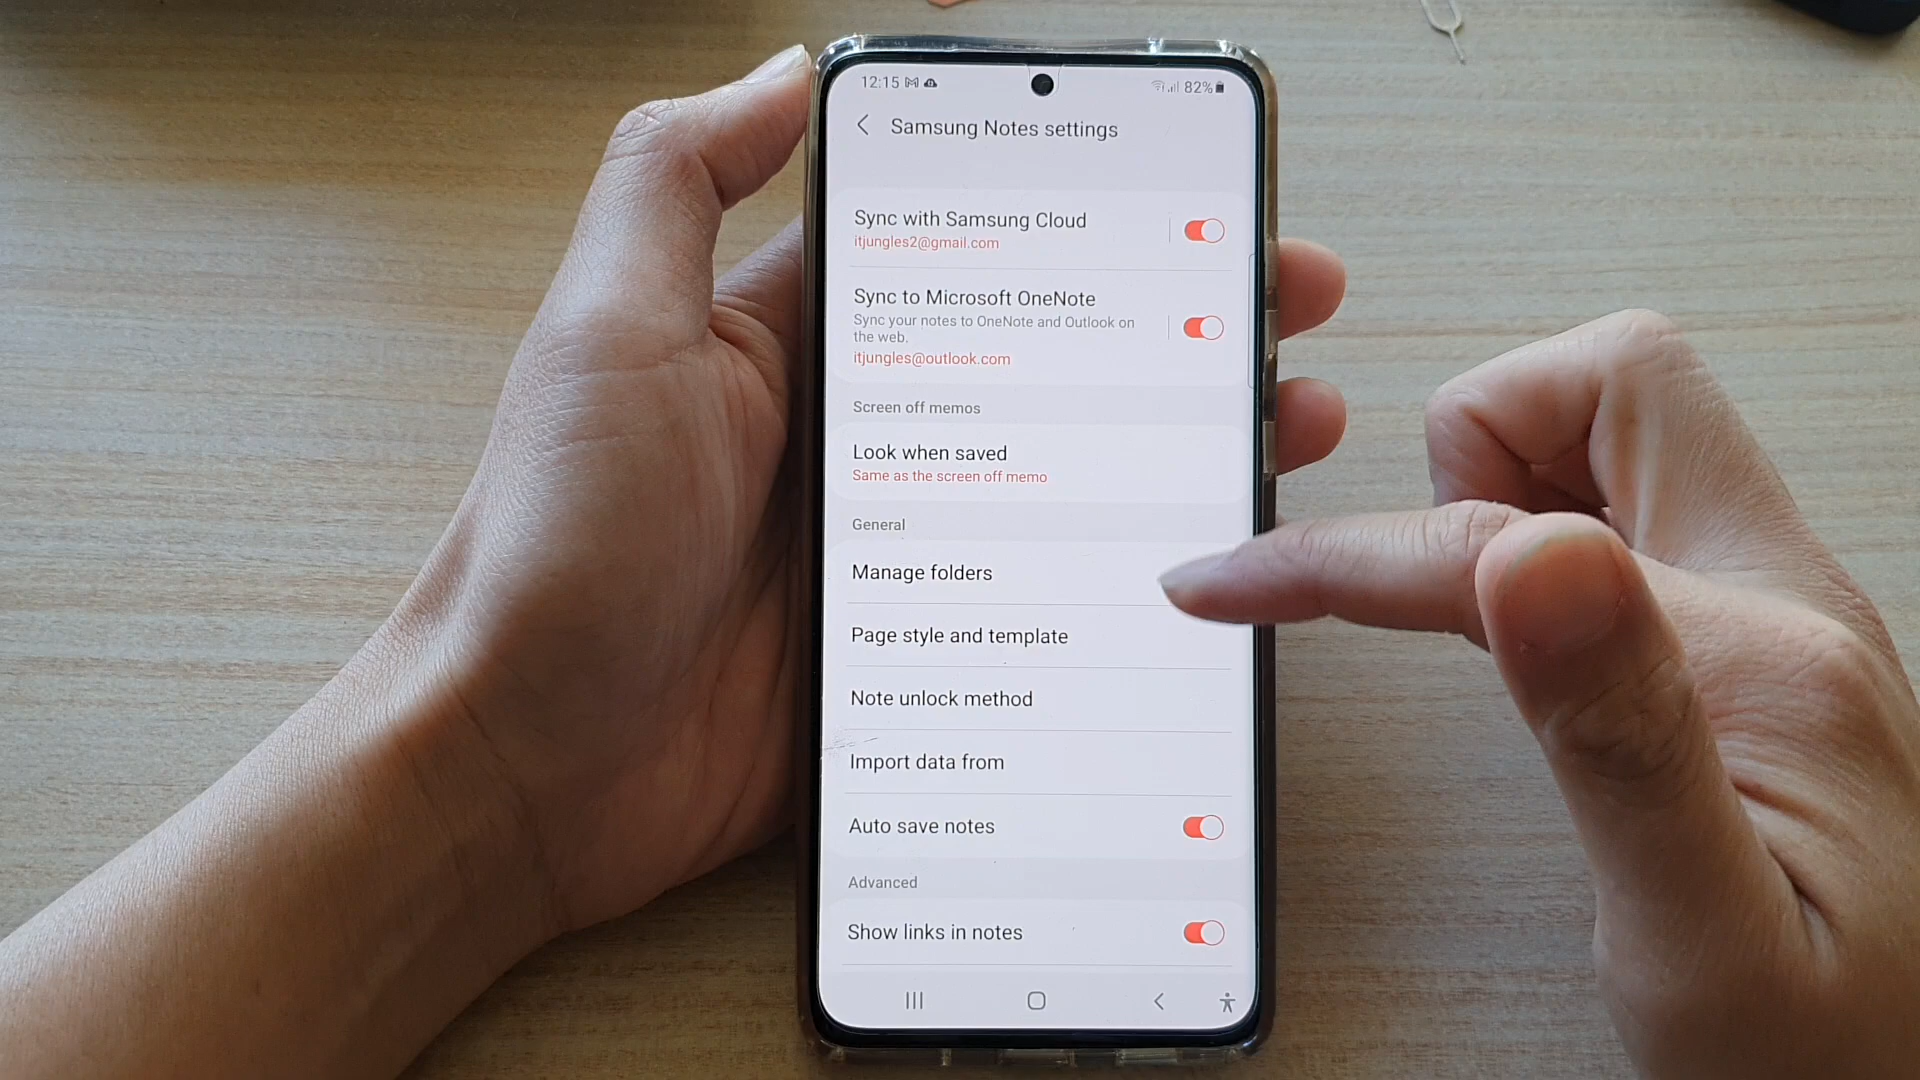 12:15
82%
Samsung Notes settings
Sync with Samsung Cloud
itjungles2@gmail.com
Sync to Microsoft OneNote
Sync your notes to OneNote and Outlook on
the web.
itjungles@outlook.com
Screen off memos
Look when saved
Same as the screen off memo
General
Manage folders
Page style and template
Note unlock method
Import data from
Auto save notes
Advanced
Show links in notes